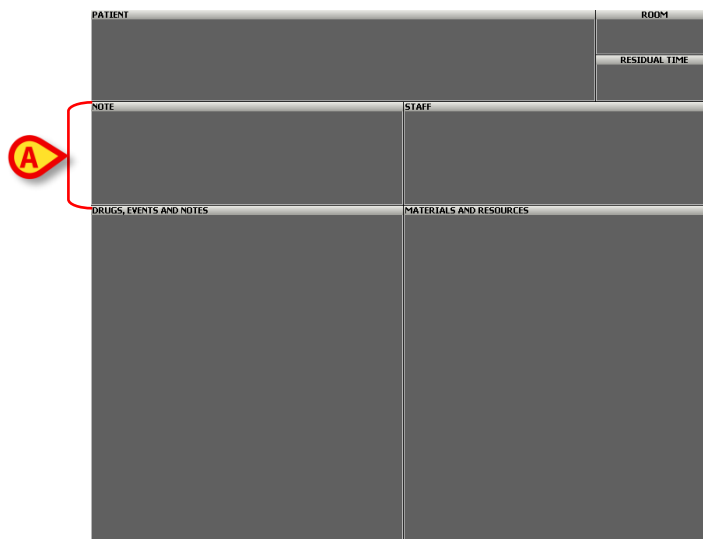 PATIENT
ROOM
RESIDUAL TIME
A
NOTE
STAFF
DRUGS, EVENTS AND NOTES
MATERIALS AND RESOURCES